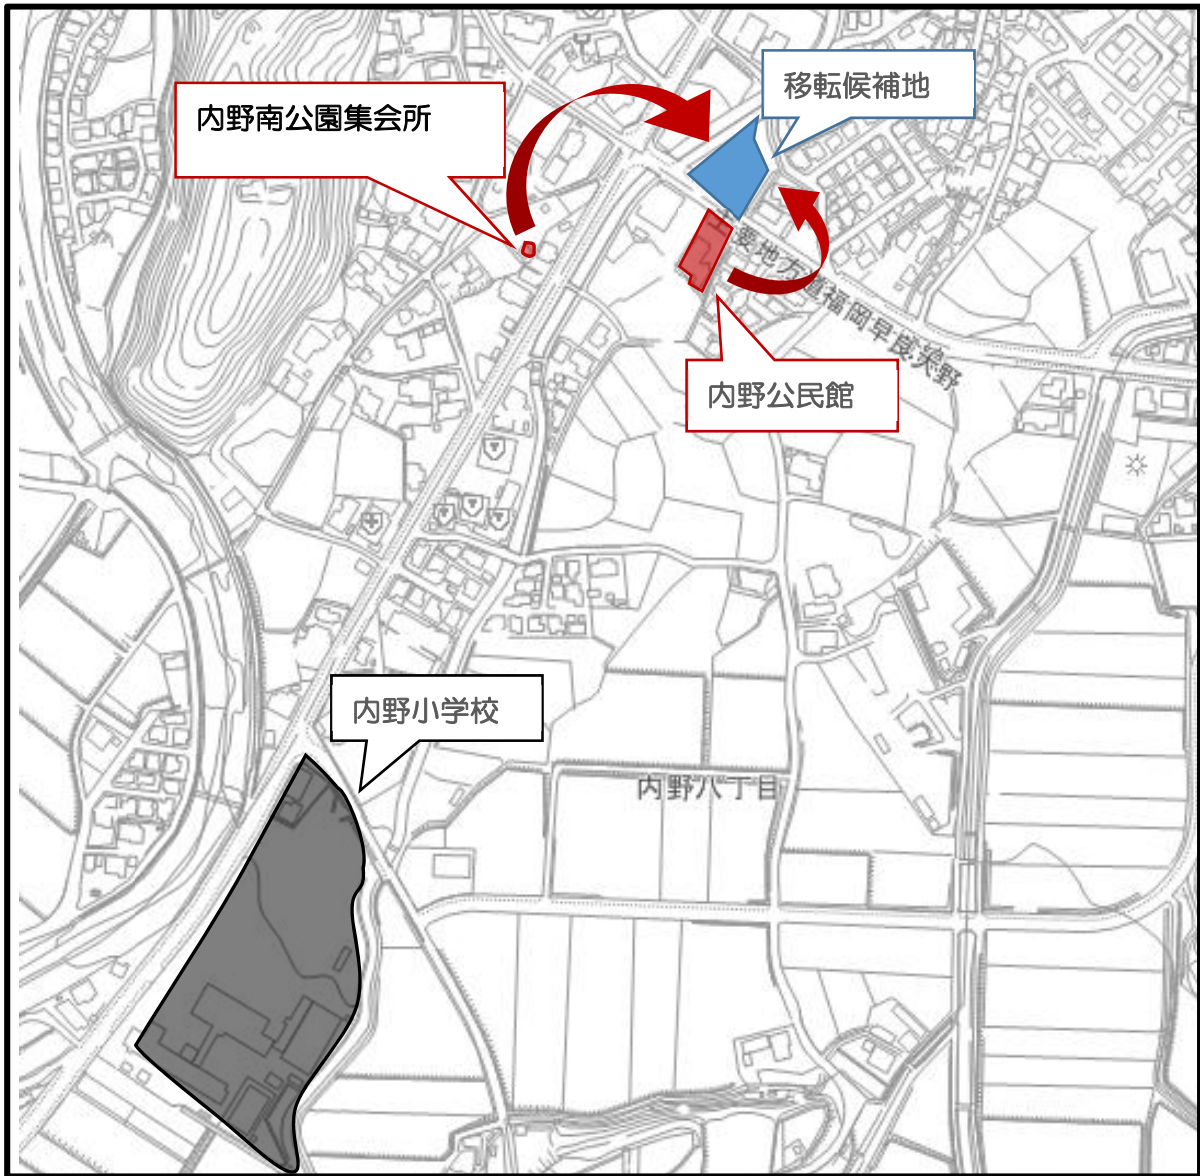 移転候補地
内野南公園集会所
主要地方道福岡早良大野
内野公民館
内野小学校
内野八丁目